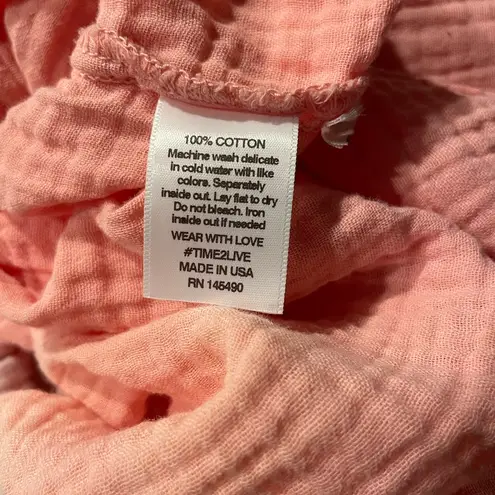 100% COTTON
Machine wash delicate
in cold water with like
colors. Separately
inside out. Lay flat to dry
Do not bleach. Iron
inside out if needed
WEAR WITH LOVE
#TIME2LIVE
MADE IN USA
RN 145490